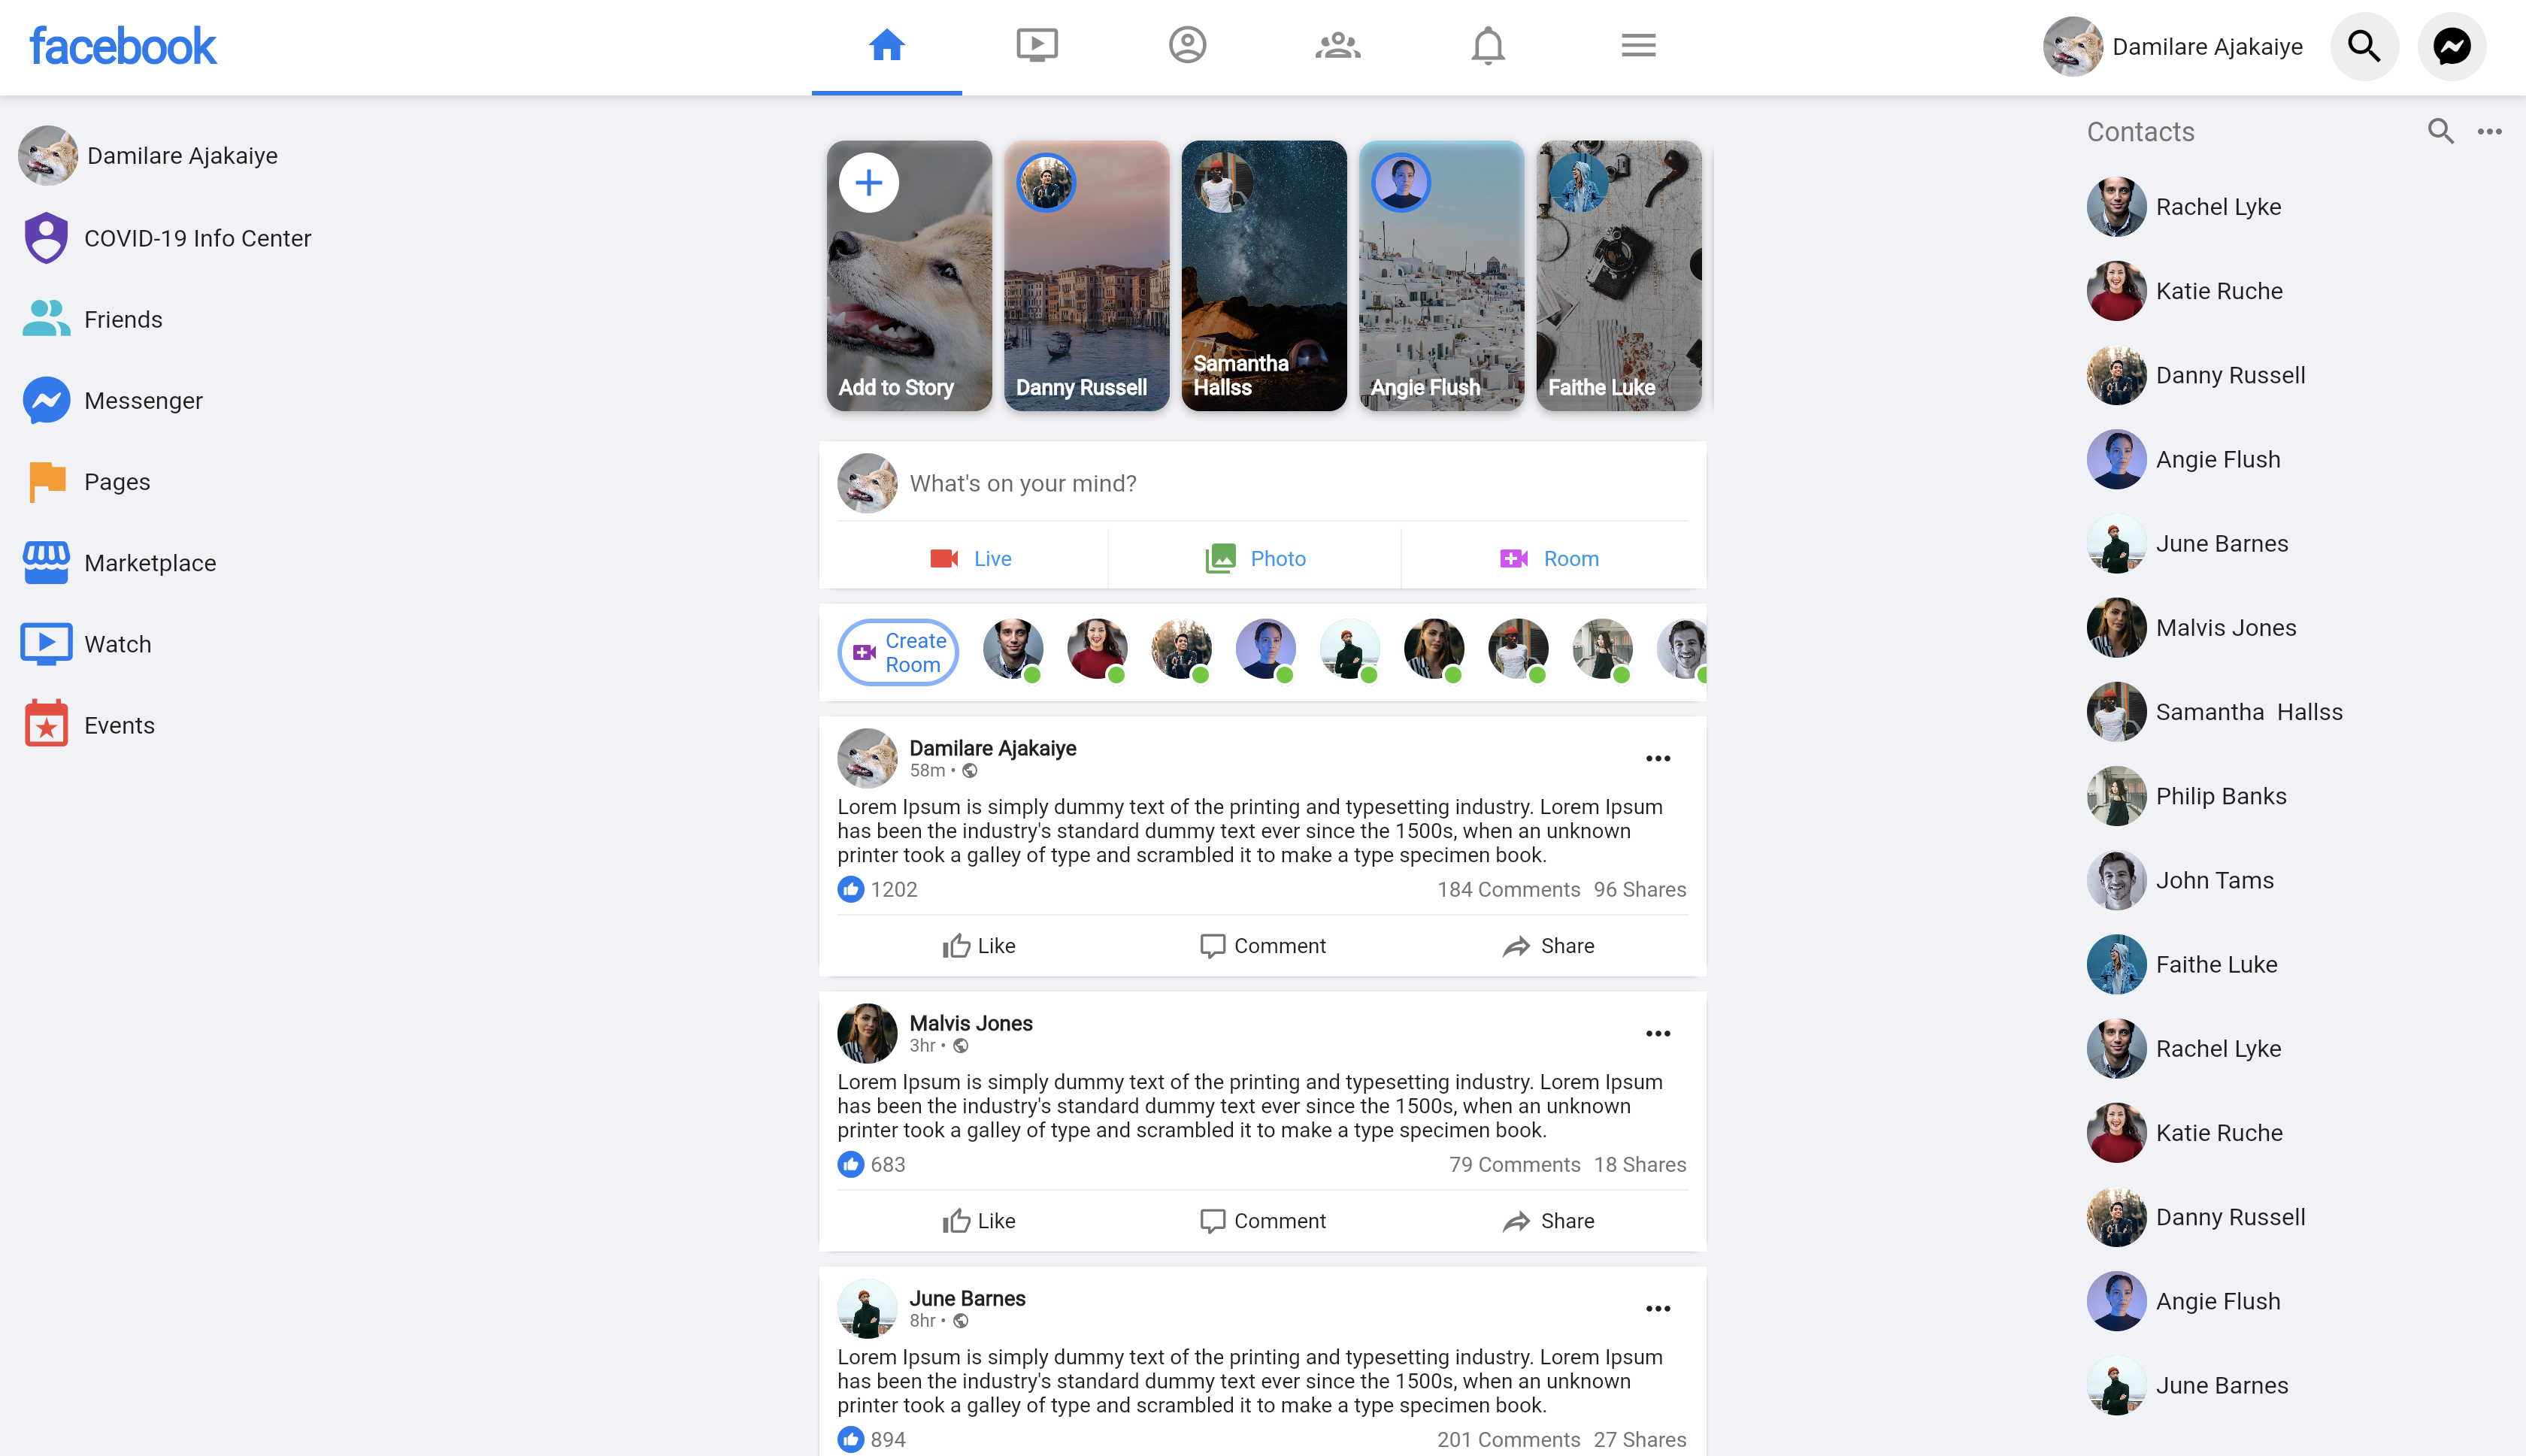 facebook
Damilare Ajakaiye
Damilare Ajakaiye
COVID-19 Info Center
Friends
Messenger
Pages
Marketplace
Watch
Events
Add to Story
Danny Russell
Samantha
Hallss
Angie Flush
Faithe Luke
What's on your mind?
Live
Photo
Room
Create
Room
Damilare Ajakaiye
58m •
Lorem Ipsum is simply dummy text of the printing and typesetting industry. Lorem Ipsum
has been the industry's standard dummy text ever since the 1500s, when an unknown
printer took a galley of type and scrambled it to make a type specimen book.
1202
184 Comments 96 Shares
Like
Comment
Share
Malvis Jones
3hr •
Lorem Ipsum is simply dummy text of the printing and typesetting industry. Lorem Ipsum
has been the industry's standard dummy text ever since the 1500s, when an unknown
printer took a galley of type and scrambled it to make a type specimen book.
683
79 Comments 18 Shares
Like
Comment
Share
June Barnes
8hr •
Lorem Ipsum is simply dummy text of the printing and typesetting industry. Lorem Ipsum
has been the industry's standard dummy text ever since the 1500s, when an unknown
printer took a galley of type and scrambled it to make a type specimen book.
894
201 Comments 27 Shares
Contacts
Rachel Lyke
Katie Ruche
Danny Russell
Angie Flush
June Barnes
Malvis Jones
Samantha  Hallss
Philip Banks
John Tams
Faithe Luke
Rachel Lyke
Katie Ruche
Danny Russell
Angie Flush
June Barnes